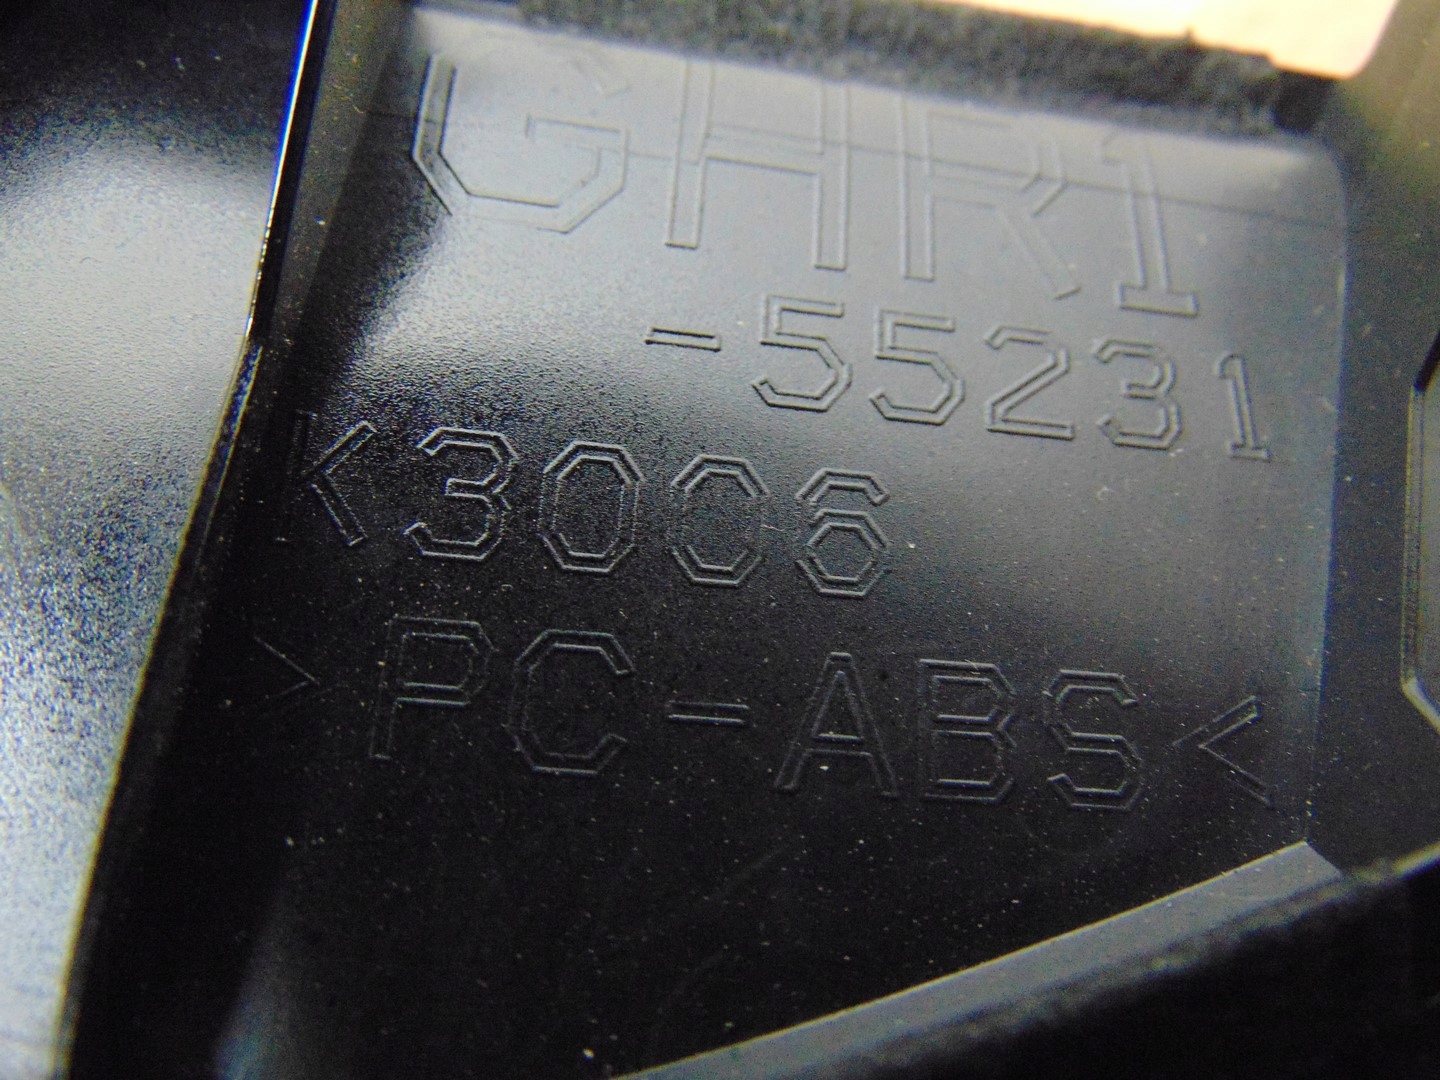 GHR1
-55231
K3006
>PC-ABS<